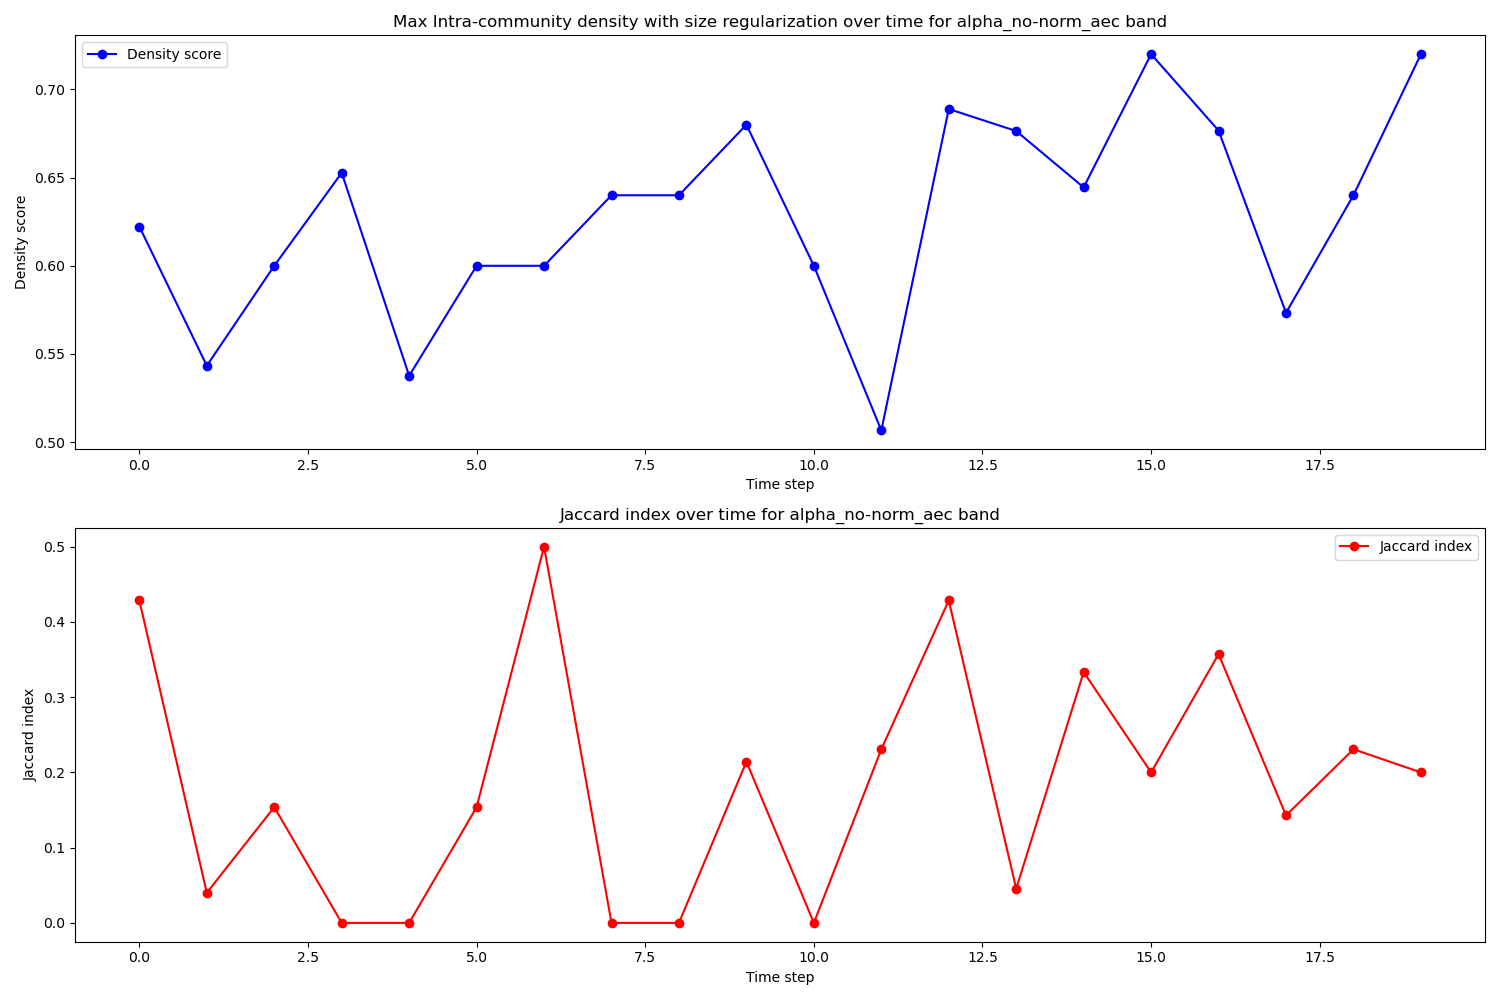 Max Intra-community density with size regularization over time for alpha_no-norm_aec band
Density score
0.70
0.65
0.60
0.55
0.50
Density score
0.0 2.5 5.0 7.5 10.0 12.5 15.0 17.5
Time step
Jaccard index over time for alpha_no-norm_aec band
Jaccard index
0.5
0.4
0.3
0.2
0.1
0.0
Jaccard index
0.0 2.5 5.0 7.5 10.0 12.5 15.0 17.5
Time step